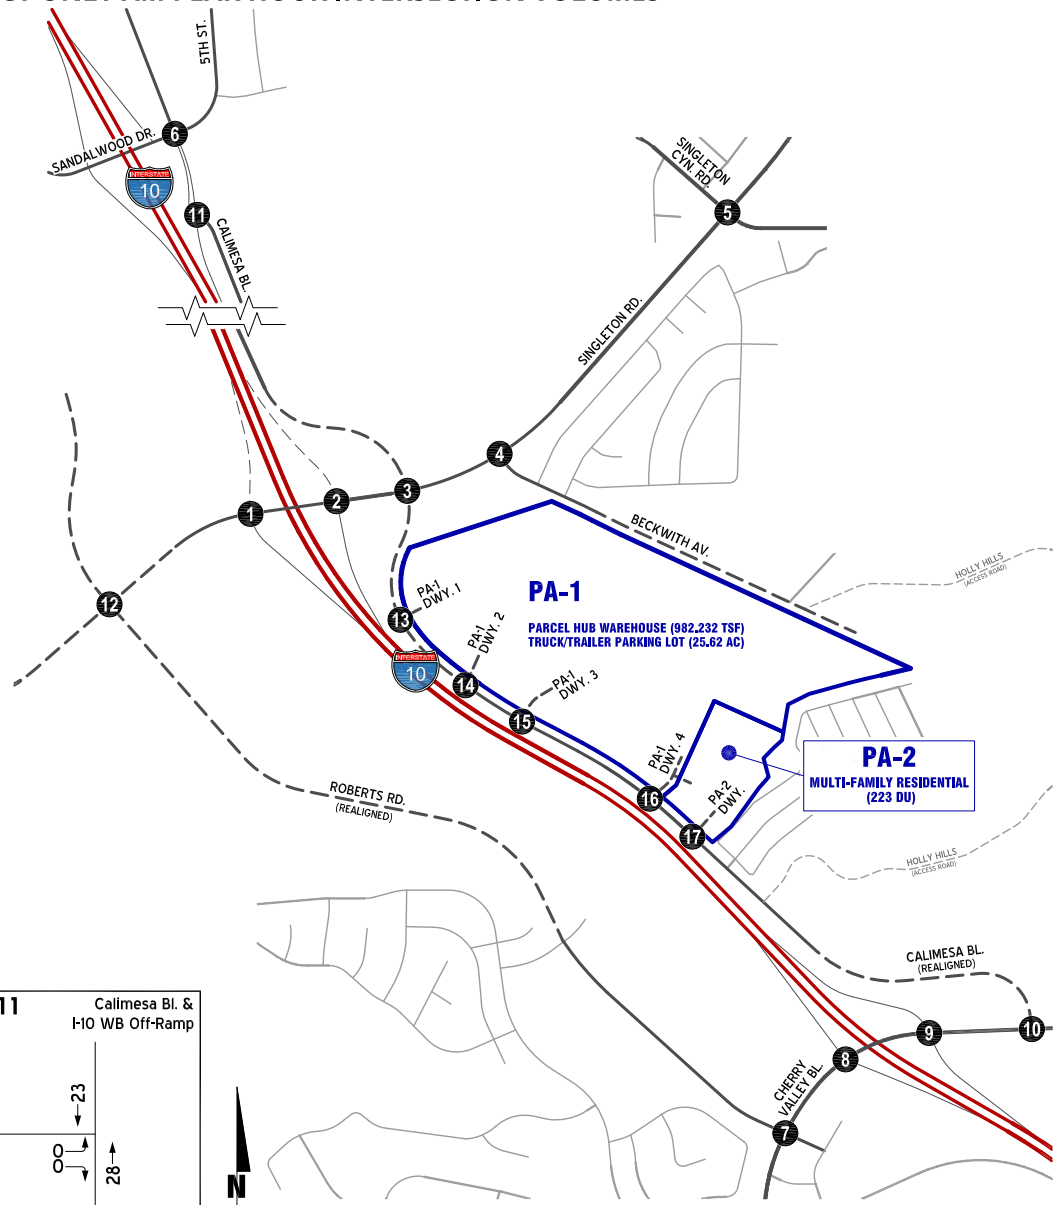 5TH ST.
SANDALWOOD DR.
6
INTERSTATE
10
11
CALIMESA BL.
SINGLETON
CYN. RD.
5
SINGLETON RD.
4
3
2
1
12
BECKWITH AV.
HOLLY HILLS
(ACCESS ROAD)
PA-1
PARCEL HUB WAREHOUSE (982.232 TSF)
TRUCK/TRAILER PARKING LOT (25.62 AC)
PA-1
DWY. 1
13
PA-1
DWY. 2
14
INTERSTATE
10
PA-1
DWY. 3
15
PA-1
DWY. 4
16
PA-2
DWY.
17
PA-2
MULTI-FAMILY RESIDENTIAL
(223 DU)
ROBERTS RD.
(REALIGNED)
HOLLY HILLS
(ACCESS ROAD)
CALIMESA BL.
(REALIGNED)
10
9
8
CHERRY
VALLEY BL.
7
11
Calimesa Bl. &
I-10 WB Off-Ramp
23
0
0
28
N